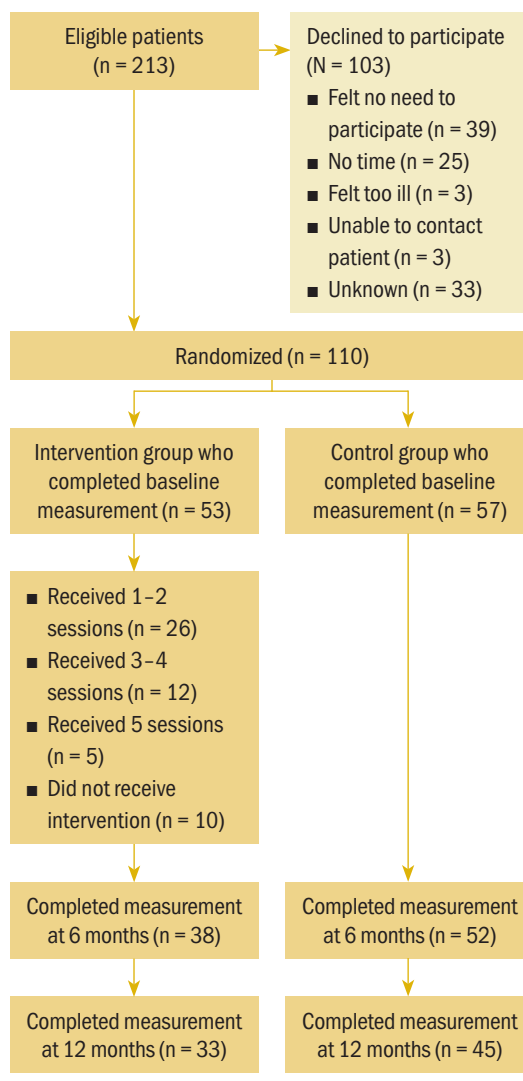 Eligible patients
(n = 213)
Declined to participate
(N = 103)
■ Felt no need to
participate (n = 39)
■ No time (n = 25)
■ Felt too ill (n = 3)
■ Unable to contact
patient (n = 3)
■ Unknown (n = 33)
Randomized (n = 110)
Intervention group who
completed baseline
measurement (n = 53)
Control group who
completed baseline
measurement (n = 57)
■ Received 1–2
sessions (n = 26)
■ Received 3–4
sessions (n = 12)
■ Received 5 sessions
(n = 5)
■ Did not receive
intervention (n = 10)
Completed measurement
at 6 months (n = 38)
Completed measurement
at 6 months (n = 52)
Completed measurement
at 12 months (n = 33)
Completed measurement
at 12 months (n = 45)